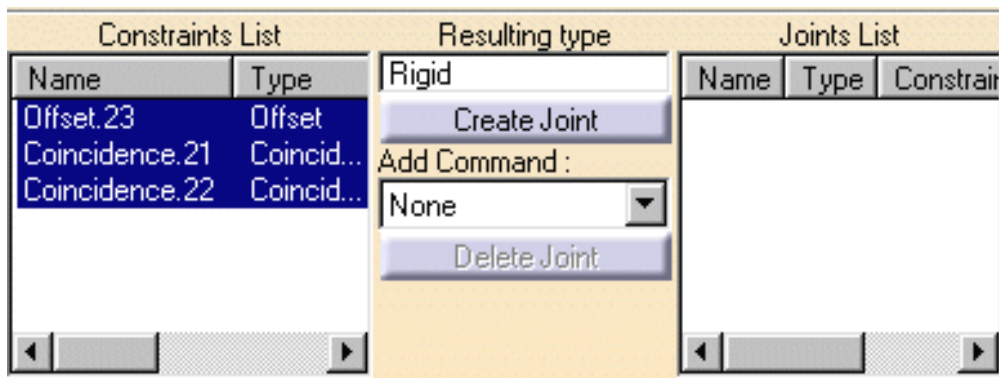 Constraints List
Name Type
Offset.23 Offset
Coincidence.21 Coincid...
Coincidence.22 Coincid...
Resulting type
Rigid
Create Joint
Add Command :
None
Delete Joint
Joints List
Name Type Constrain